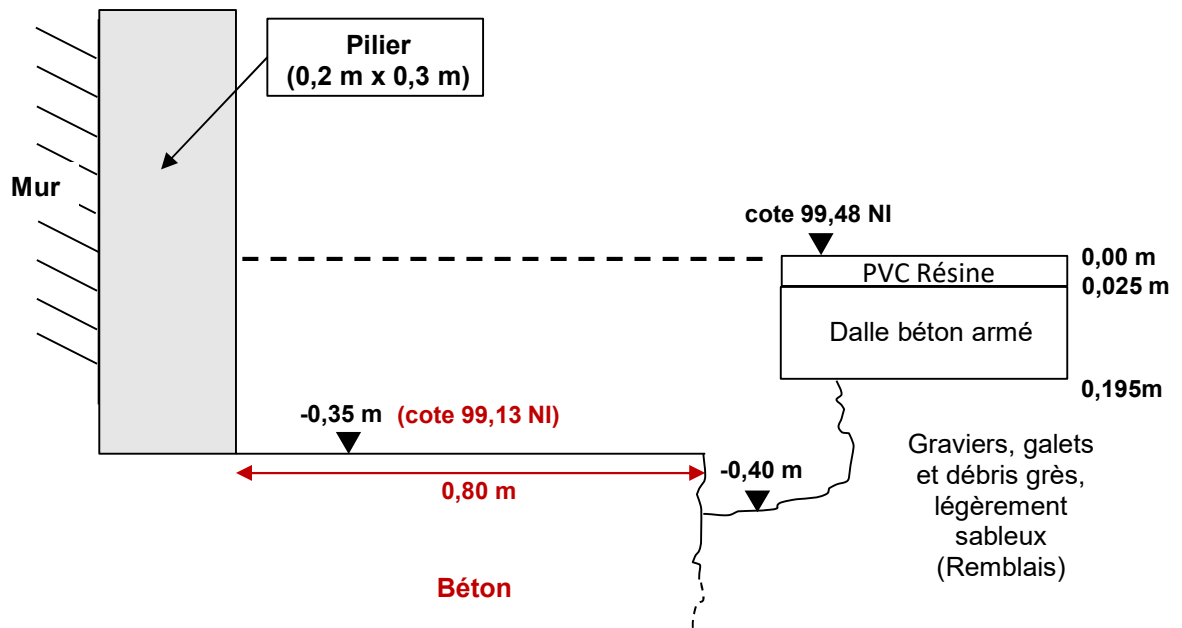 Pilier
(0,2 m x 0,3 m)
Mur
cote 99,48 NI
0,00 m
PVC Résine
0,025 m
Dalle béton armé
0,195m
-0,35 m (cote 99,13 NI)
Graviers, galets
et débris grès,
légèrement
sableux
(Remblais)
-0,40 m
0,80 m
Béton